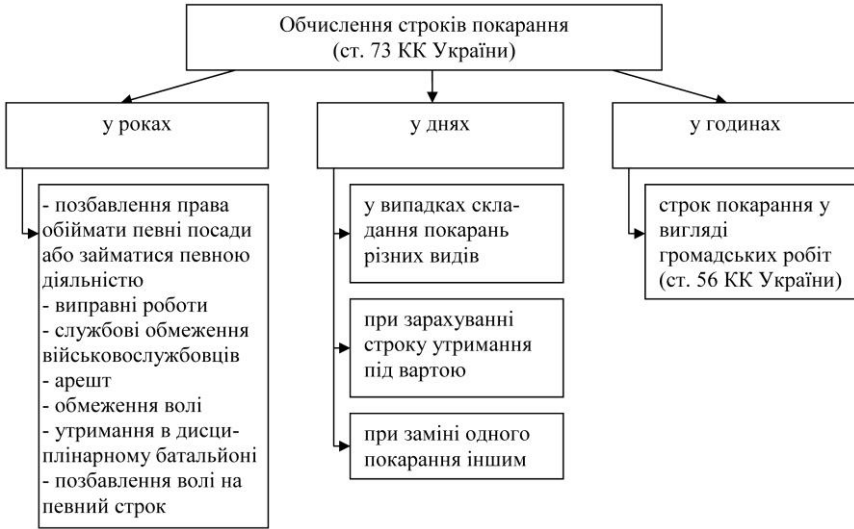 Обчислення строків покарання
(ст. 73 КК України)
у роках
у днях
у годинах
- позбавлення права
обіймати певні посади
або займатися певною
діяльністю
- виправні роботи
- службові обмеження
військовослужбовців
- арешт
- обмеження волі
- утримання в дисци-
плінарному батальйоні
- позбавлення волі на
певний строк
у випадках скла-
дання покарань
різних видів
при зарахуванні
строку утримання
під вартою
при заміні одного
покарання іншим
строк покарання у
вигляді
громадських робіт
(ст. 56 КК України)